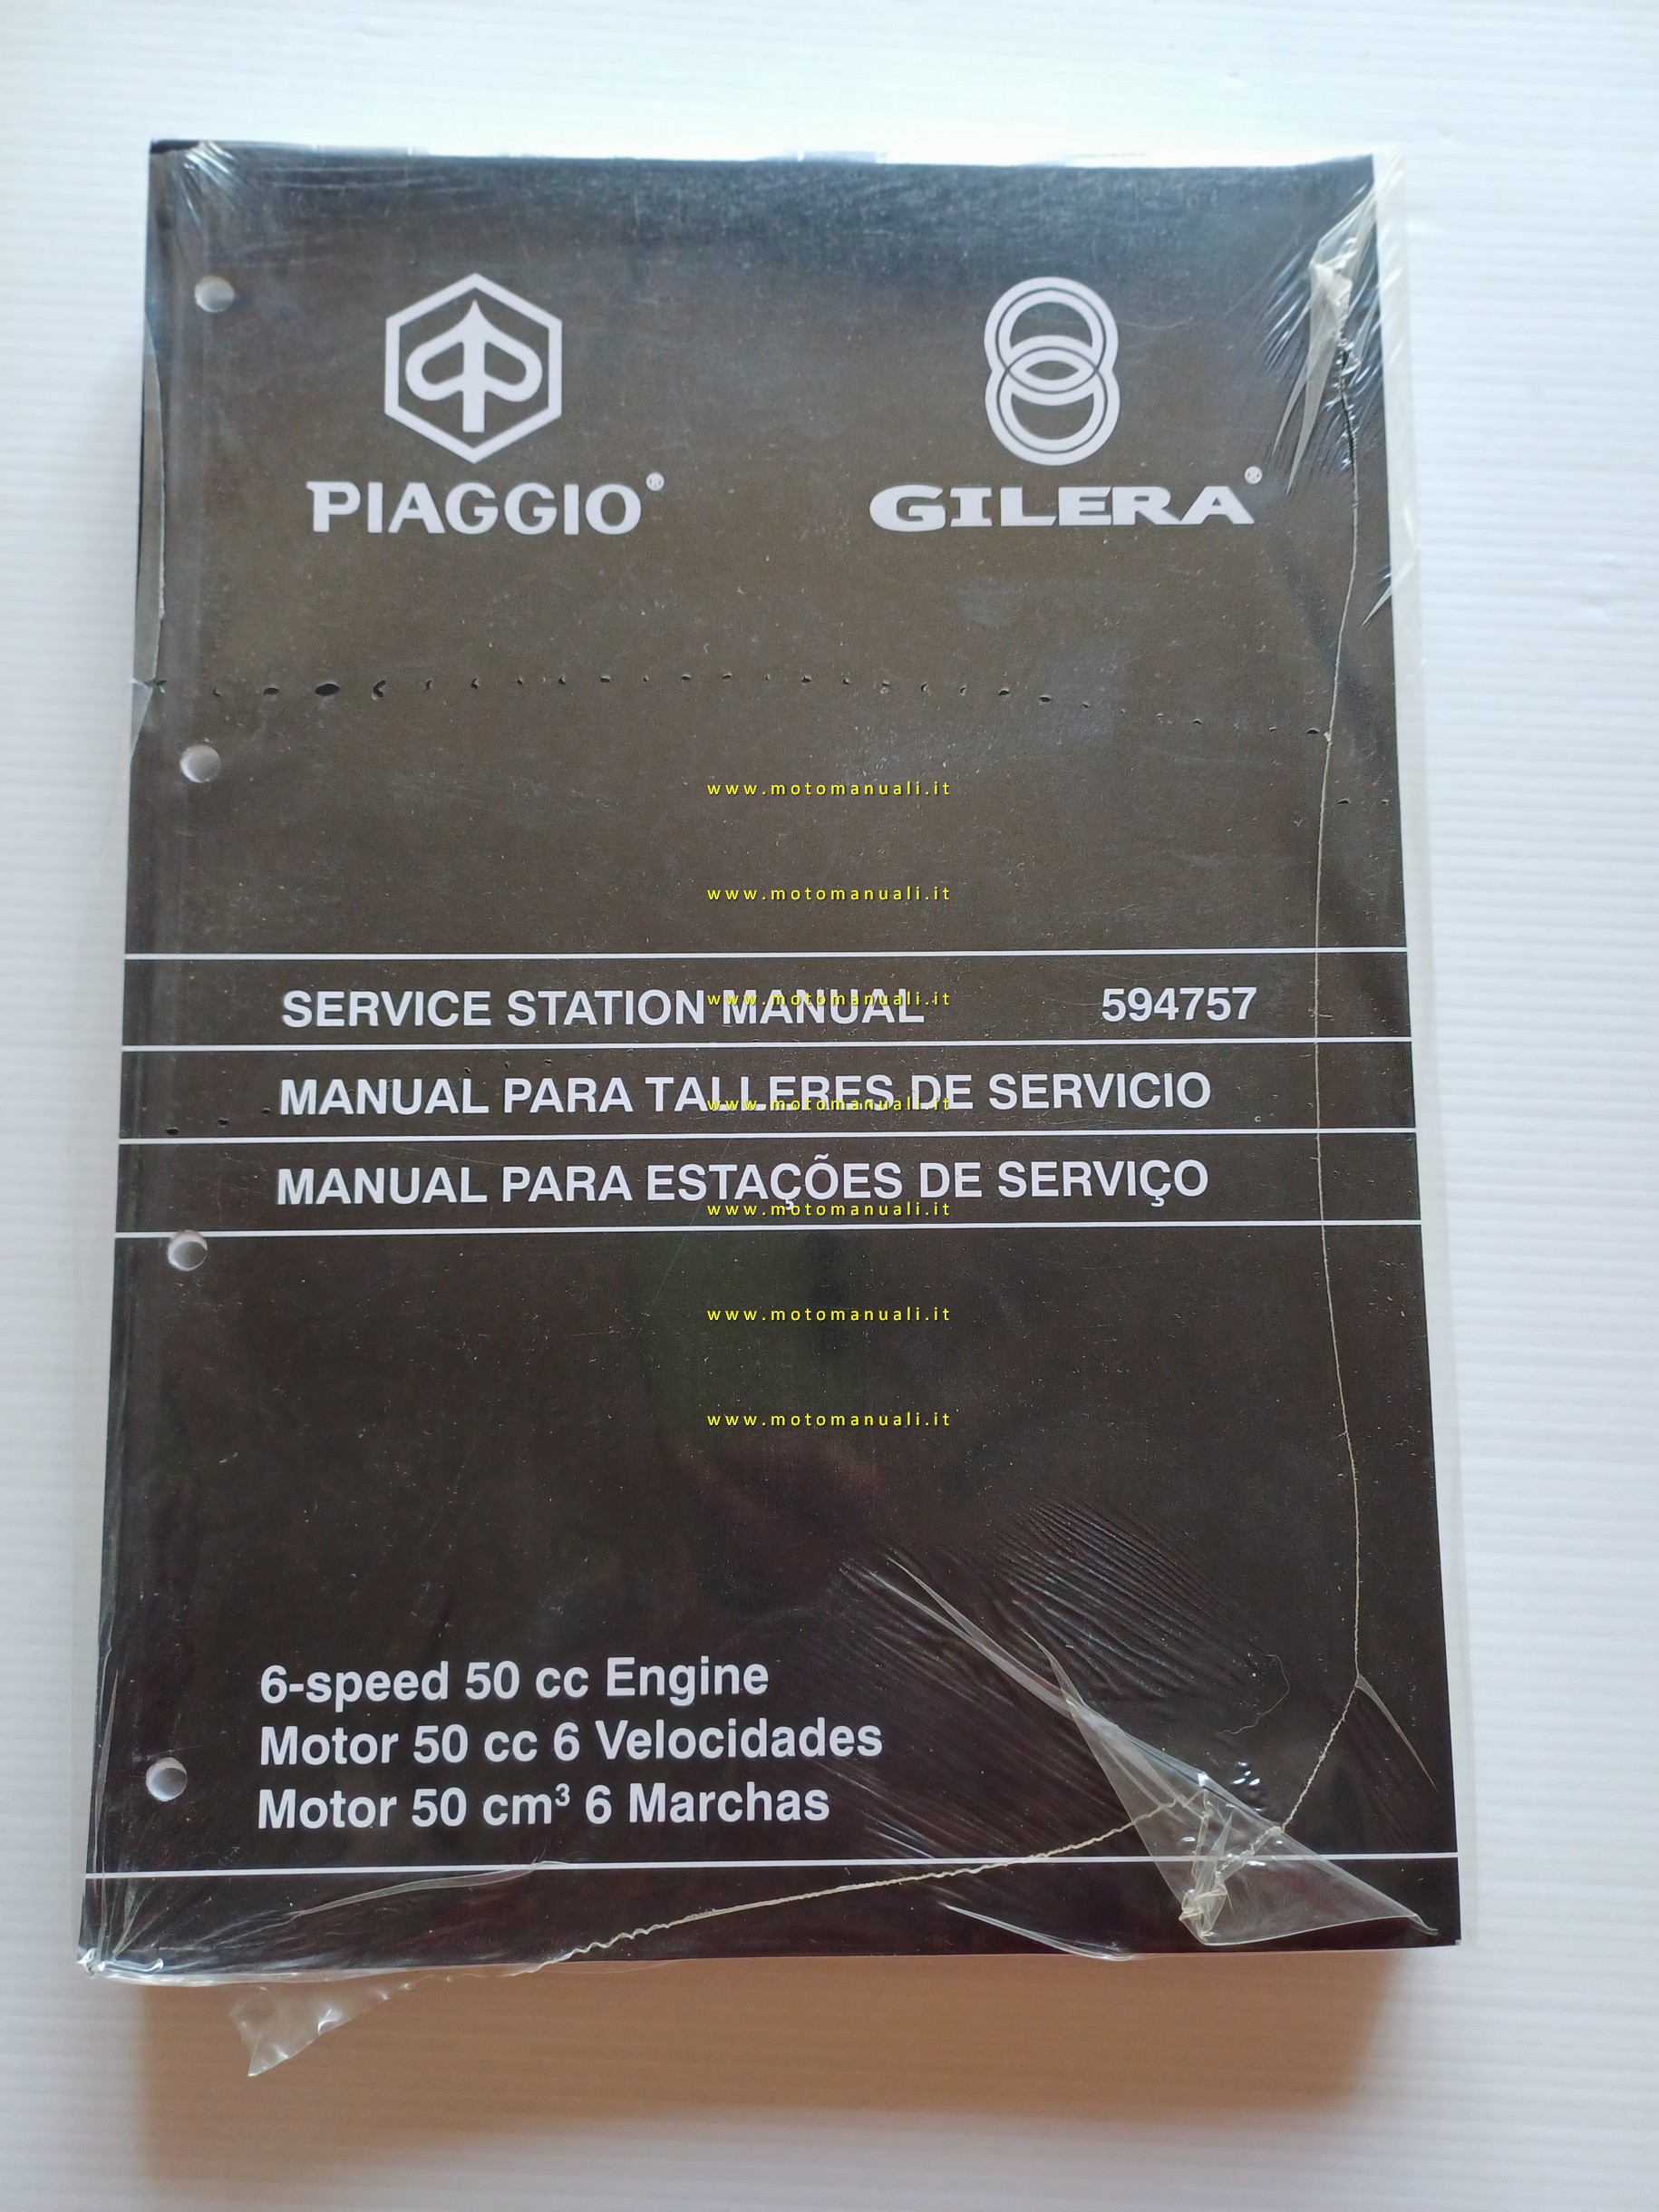 PIAGGIO®
GILERA®
www.motomanuali.it
www.motomanuali.it
SERVICE STATION MANUAL 594757
www.motomanuali.it
MANUAL PARA TALLERES DE SERVICIO
www.motomanuali.it
MANUAL PARA ESTAÇÕES DE SERVIÇO
www.motomanuali.it
www.motomanuali.it
www.motomanuali.it
6-speed 50 cc Engine
Motor 50 cc 6 Velocidades
Motor 50 cm³ 6 Marchas